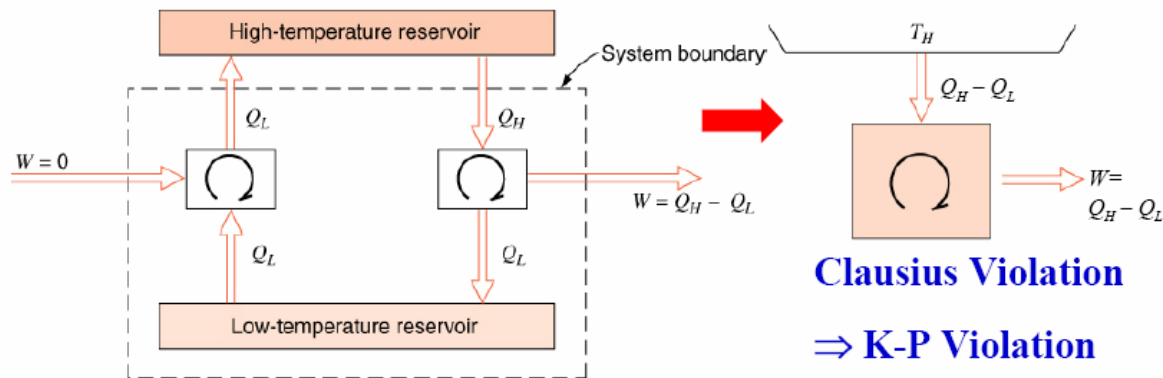 High-temperature reservoir
System boundary
Q_L
Q_H
W = 0
W = Q_H − Q_L
Q_L
Q_L
Low-temperature reservoir
T_H
Q_H − Q_L
W=
Q_H − Q_L
Clausius Violation
⇒ K-P Violation